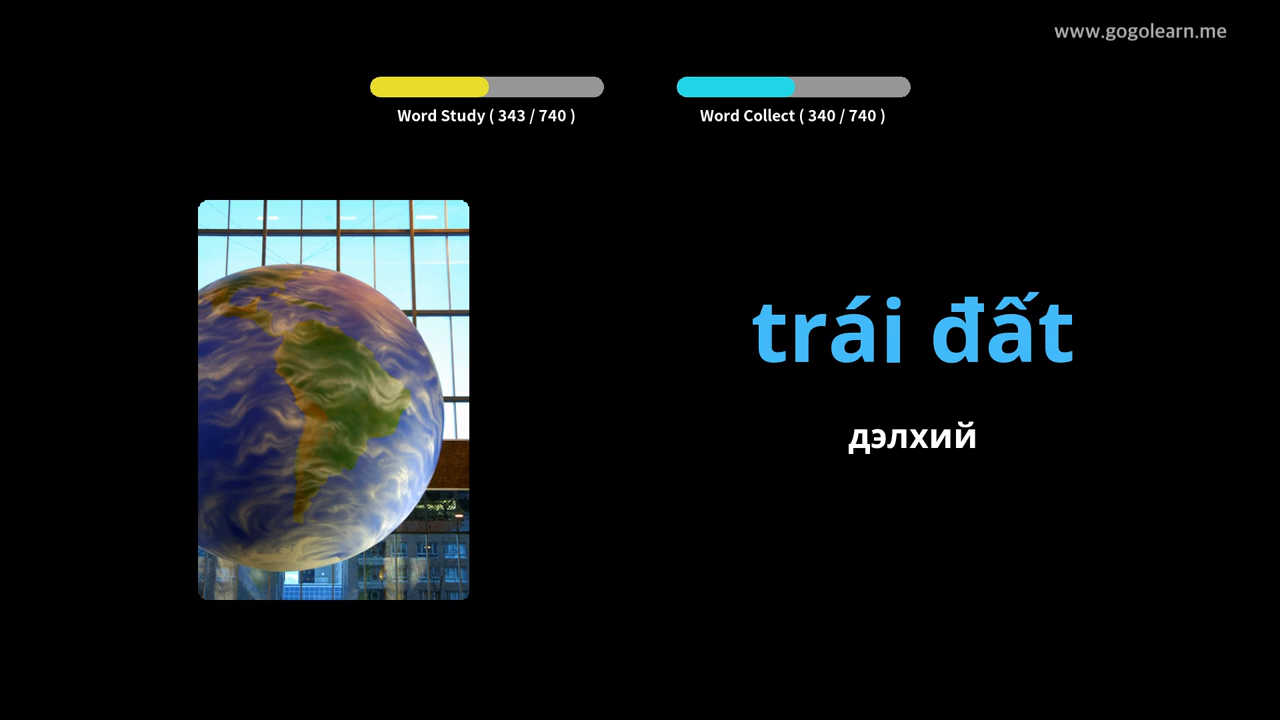 www.gogolearn.me
Word Study ( 343 / 740 )
Word Collect ( 340 / 740 )
trái đất
дэлхий